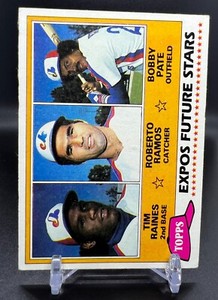 BOBBY PATE
OUTFIELD
ROBERTO RAMOS
CATCHER
TIM RAINES
2nd BASE
EXPOS FUTURE STARS
TOPPS